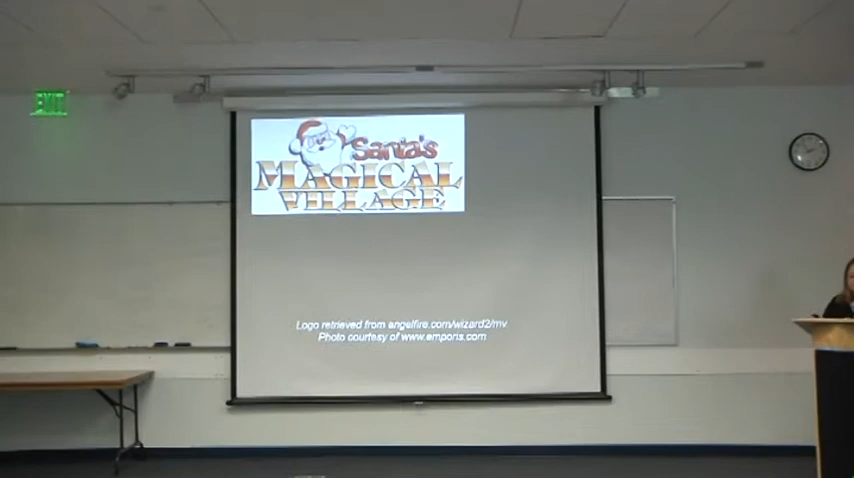 EXIT
Santa's
MAGICAL
VILLAGE
Logo retrieved from angelfire.com/wizard2/mv
Photo courtesy of www.emporis.com